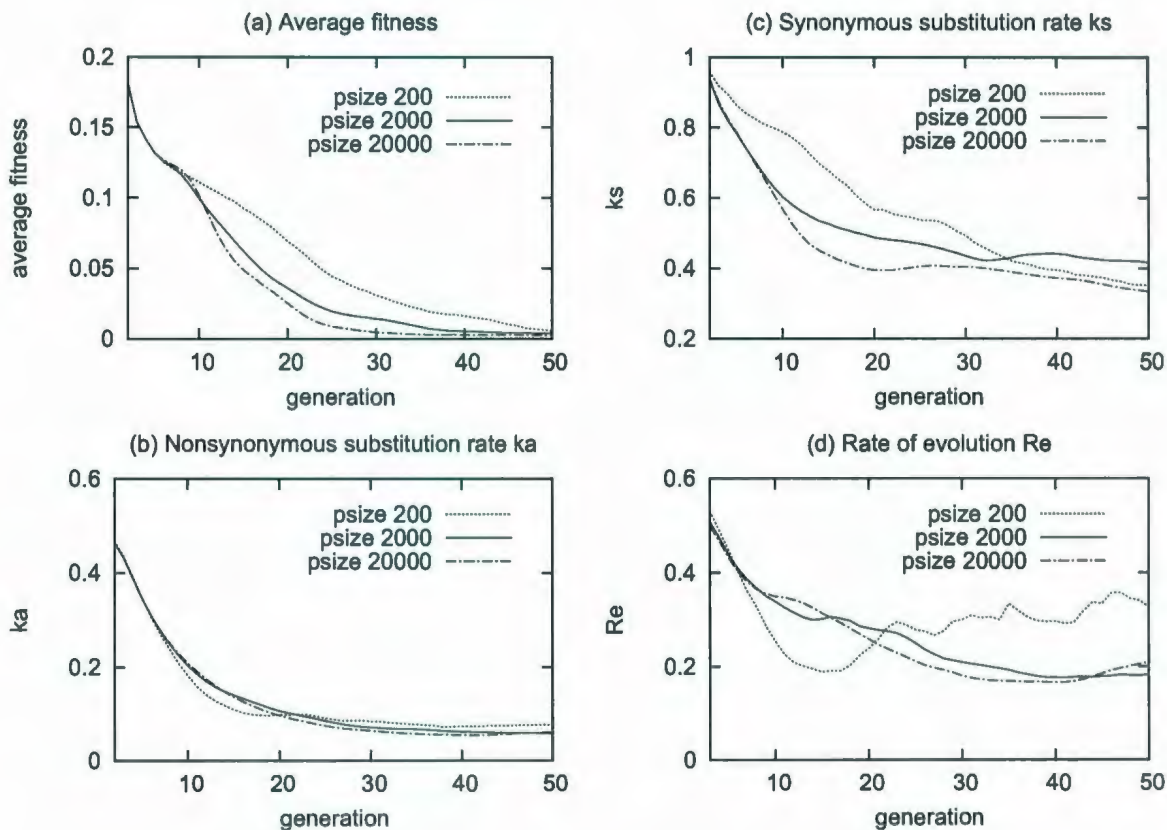 (a) Average fitness
0.2
0.15
0.1
0.05
0
average fitness
psize 200
psize 2000
psize 20000
10 20 30 40 50
generation
(c) Synonymous substitution rate ks
1
0.8
0.6
0.4
0.2
ks
psize 200
psize 2000
psize 20000
10 20 30 40 50
generation
(b) Nonsynonymous substitution rate ka
0.6
0.4
0.2
0
ka
psize 200
psize 2000
psize 20000
10 20 30 40 50
generation
(d) Rate of evolution Re
0.6
0.4
0.2
0
Re
psize 200
psize 2000
psize 20000
10 20 30 40 50
generation